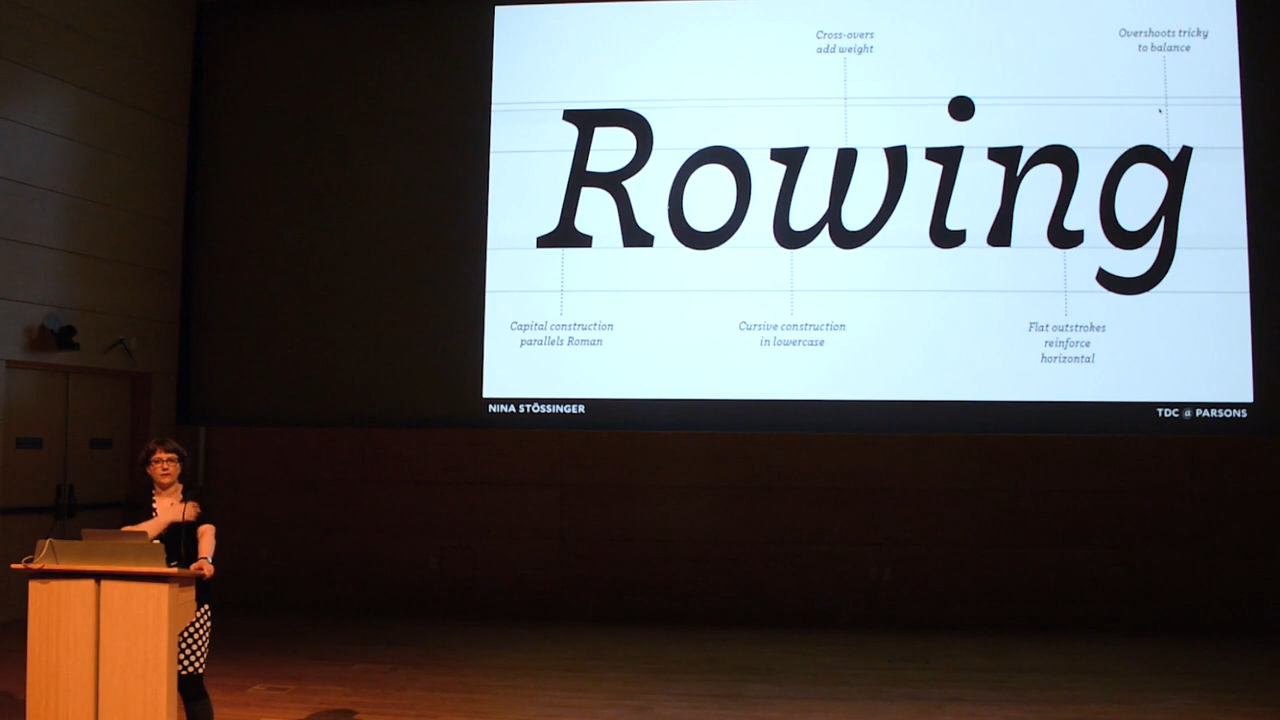 Cross-overs
add weight
Overshoots tricky
to balance
Rowing
Capital construction
parallels Roman
Cursive construction
in lowercase
Flat outstrokes
reinforce
horizontal
NINA STÖSSINGER
TDC @ PARSONS